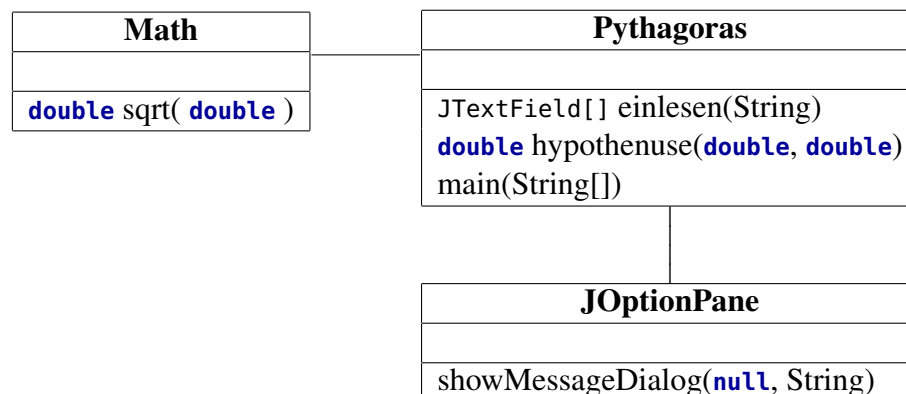 Math
double sqrt( double )
Pythagoras
JTextField[] einlesen(String)
double hypothenuse(double, double)
main(String[])
JOptionPane
showMessageDialog(null, String)